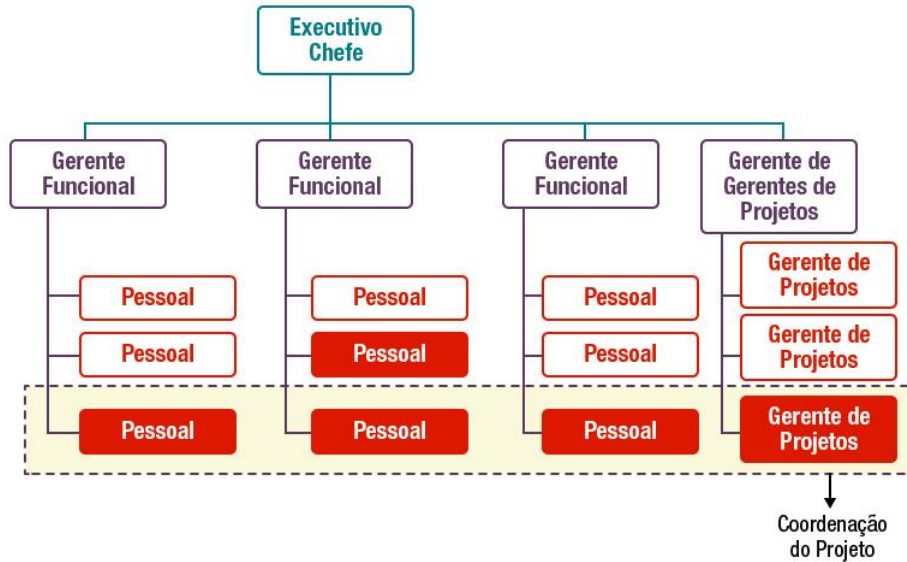 Executivo
Chefe
Gerente
Funcional
Gerente
Funcional
Gerente
Funcional
Gerente de
Gerentes de
Projetos
Pessoal
Pessoal
Pessoal
Gerente de
Projetos
Pessoal
Pessoal
Pessoal
Gerente de
Projetos
Pessoal
Pessoal
Pessoal
Gerente de
Projetos
Coordenação
do Projeto